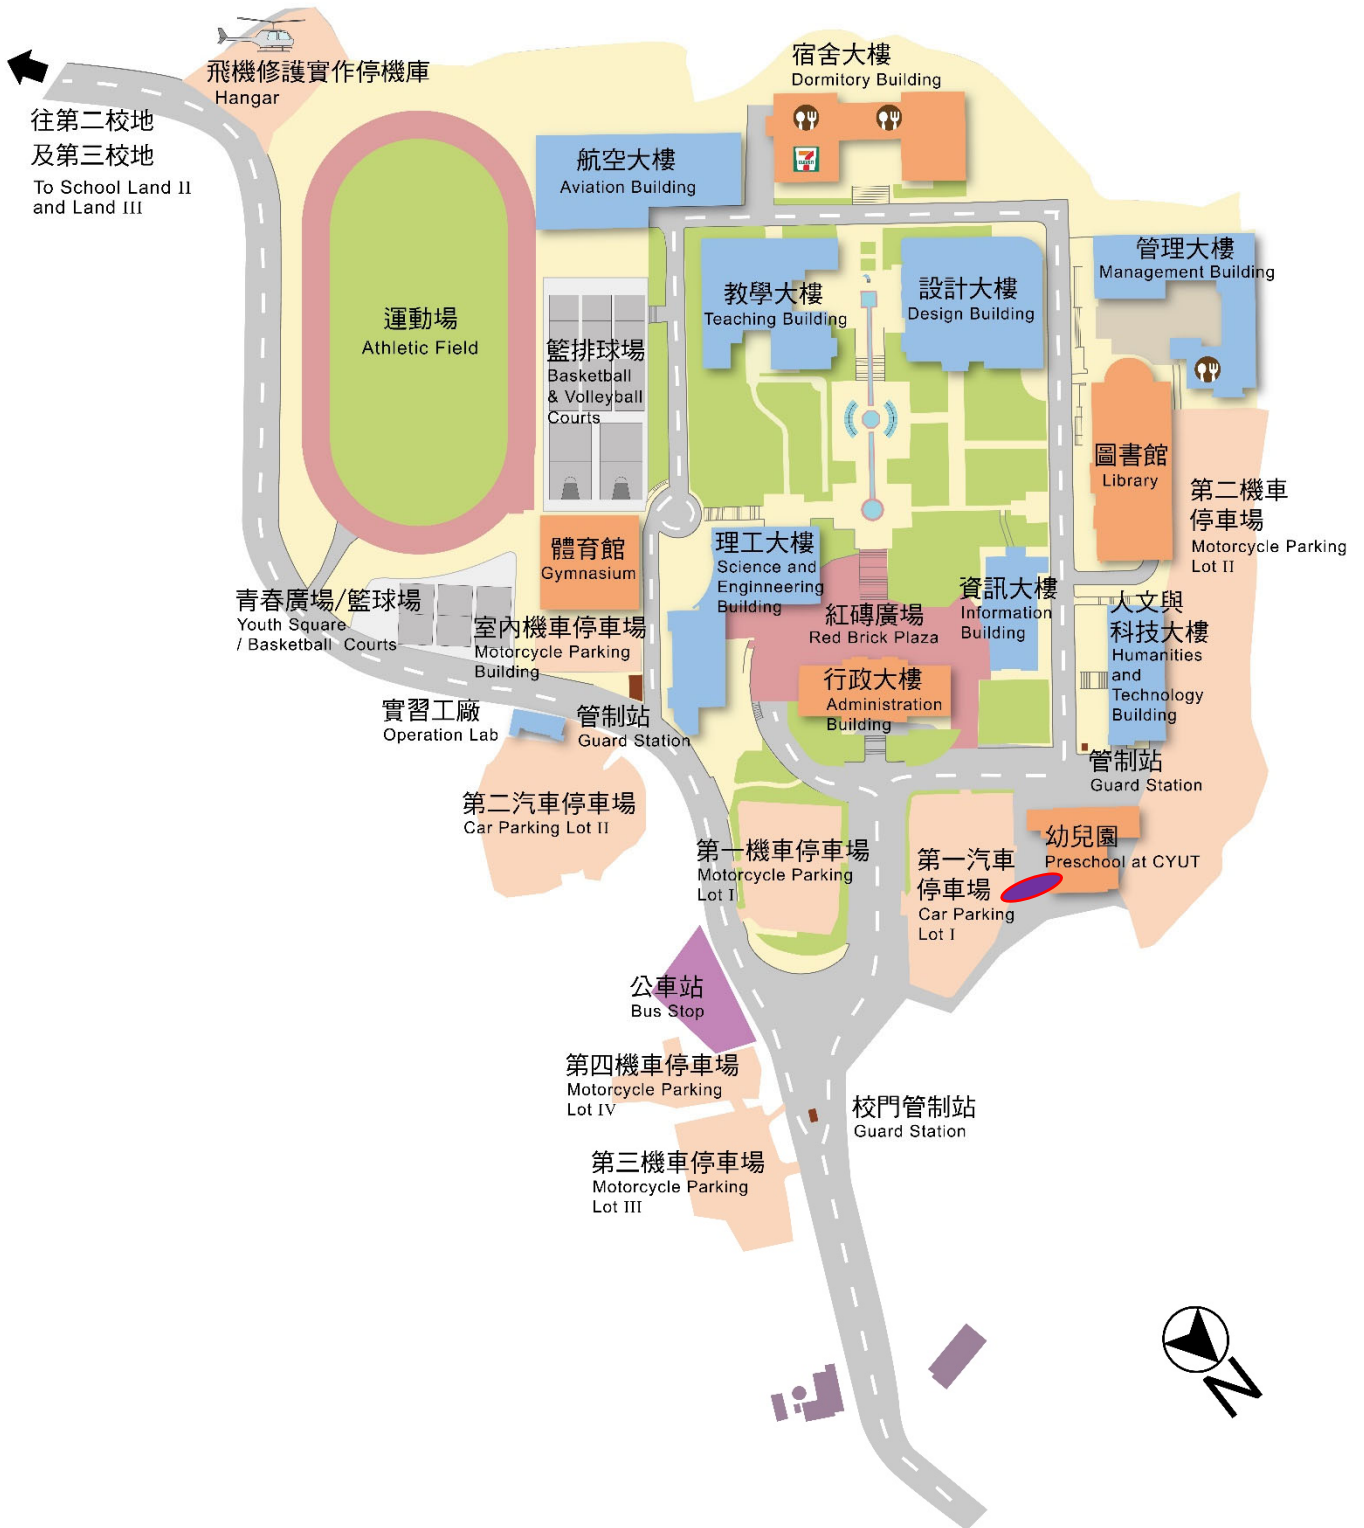 飛機修護實作停機庫
Hangar
往第二校地
及第三校地
To School Land II
and Land III
宿舍大樓
Dormitory Building
7
航空大樓
Aviation Building
教學大樓
Teaching Building
設計大樓
Design Building
管理大樓
Management Building
運動場
Athletic Field
籃排球場
Basketball
& Volleyball
Courts
圖書館
Library
第二機車
停車場
Motorcycle Parking
Lot II
體育館
Gymnasium
理工大樓
Science and
Enginneering
Building
資訊大樓
Information
Building
人文與
科技大樓
Humanities
and
Technology
Building
青春廣場/籃球場
Youth Square
/ Basketball Courts
室內機車停車場
Motorcycle Parking
Building
紅磚廣場
Red Brick Plaza
行政大樓
Administration
Building
實習工廠
Operation Lab
管制站
Guard Station
管制站
Guard Station
第二汽車停車場
Car Parking Lot II
第一機車停車場
Motorcycle Parking
Lot I
第一汽車
停車場
Car Parking
Lot I
幼兒園
Preschool at CYUT
公車站
Bus Stop
第四機車停車場
Motorcycle Parking
Lot IV
校門管制站
Guard Station
第三機車停車場
Motorcycle Parking
Lot III
N